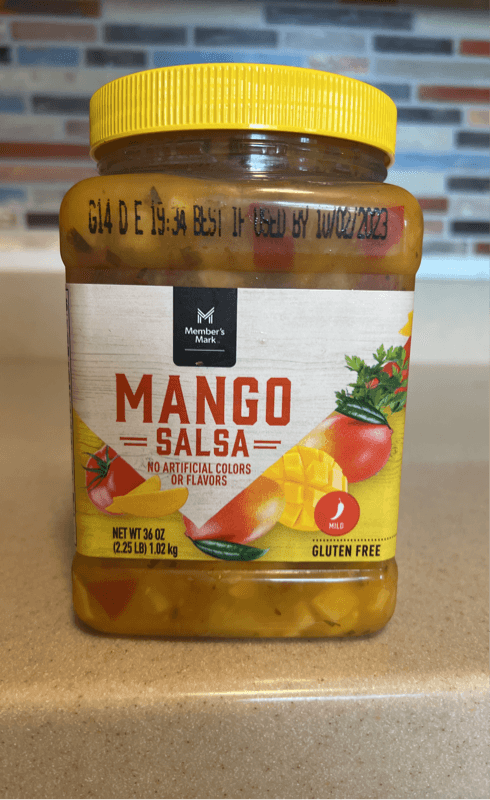 G14 D E 19:34 BEST IF USED BY 10/02/2023
Member's
Mark
MANGO
SALSA
NO ARTIFICIAL COLORS
OR FLAVORS
MILD
NET WT 36 OZ
(2.25 LB) 1.02 kg
GLUTEN FREE